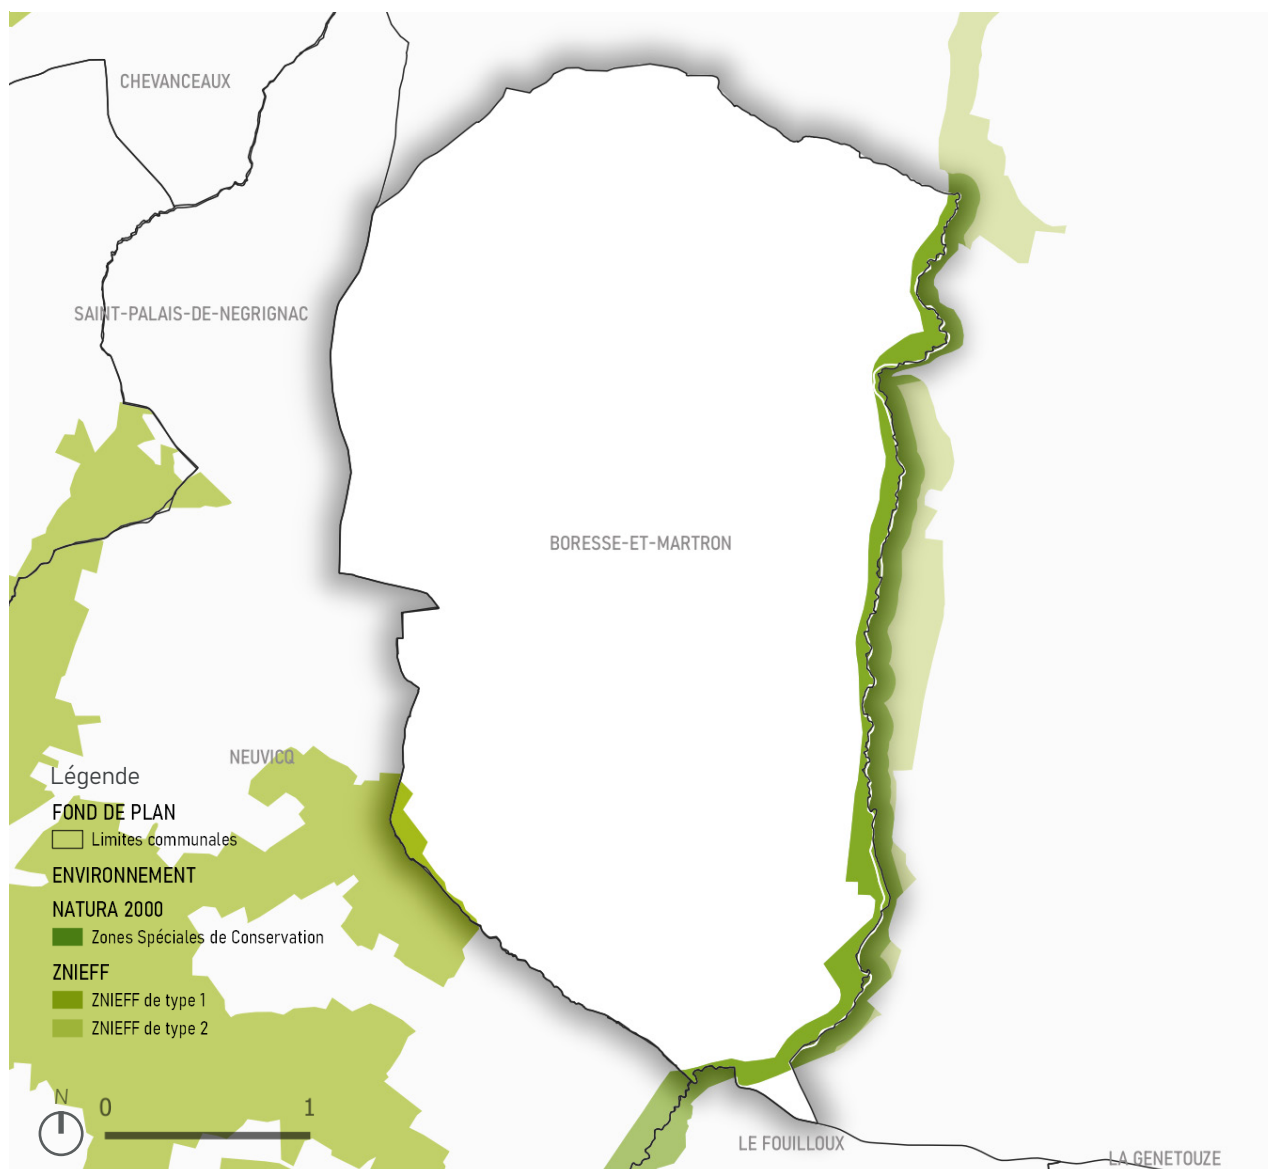 CHEVANCEAUX
SAINT-PALAIS-DE-NEGRIGNAC
BORESSE-ET-MARTRON
NEUVICQ
Légende
FOND DE PLAN
Limites communales
ENVIRONNEMENT
NATURA 2000
Zones Spéciales de Conservation
ZNIEFF
ZNIEFF de type 1
ZNIEFF de type 2
N
0 1
LE FOUILLOUX
LA GENETOUZE